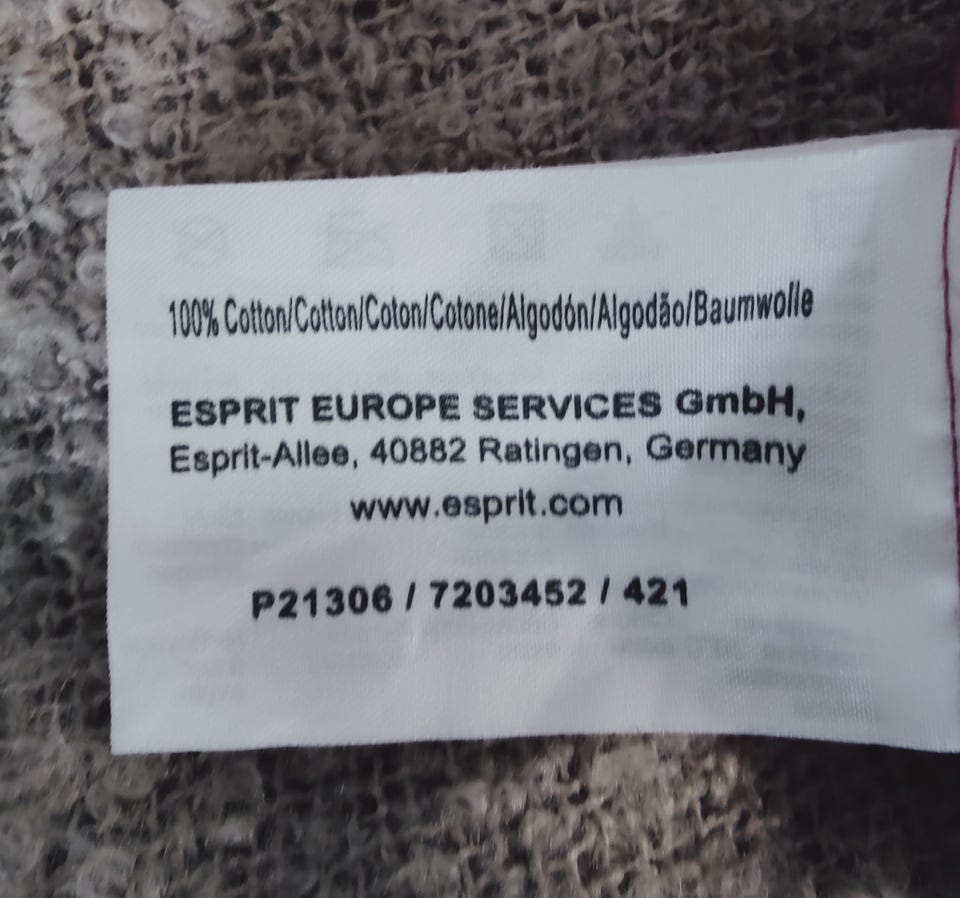 100% Cotton/Cotton/Coton/Cotone/Algodón/Algodão/Baumwolle
ESPRIT EUROPE SERVICES GmbH,
Esprit-Allee, 40882 Ratingen, Germany
www.esprit.com
P21306 / 7203452 / 421